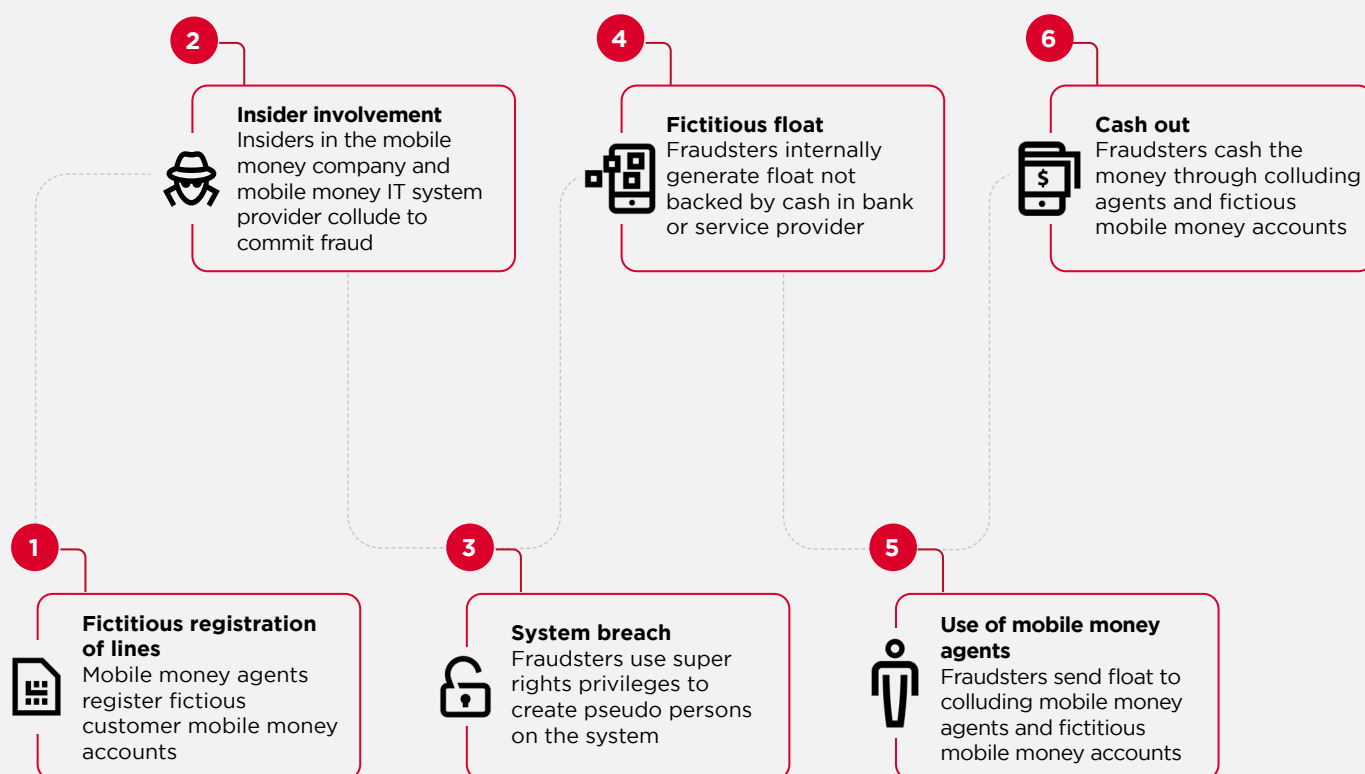 1
Fictitious registration
of lines
Mobile money agents
register fictious
customer mobile money
accounts
2
Insider involvement
Insiders in the mobile
money company and
mobile money IT system
provider collude to
commit fraud
3
System breach
Fraudsters use super
rights privileges to
create pseudo persons
on the system
4
Fictitious float
Fraudsters internally
generate float not
backed by cash in bank
or service provider
5
Use of mobile money
agents
Fraudsters send float to
colluding mobile money
agents and fictitious
mobile money accounts
6
Cash out
Fraudsters cash the
money through colluding
agents and fictious
mobile money accounts
$